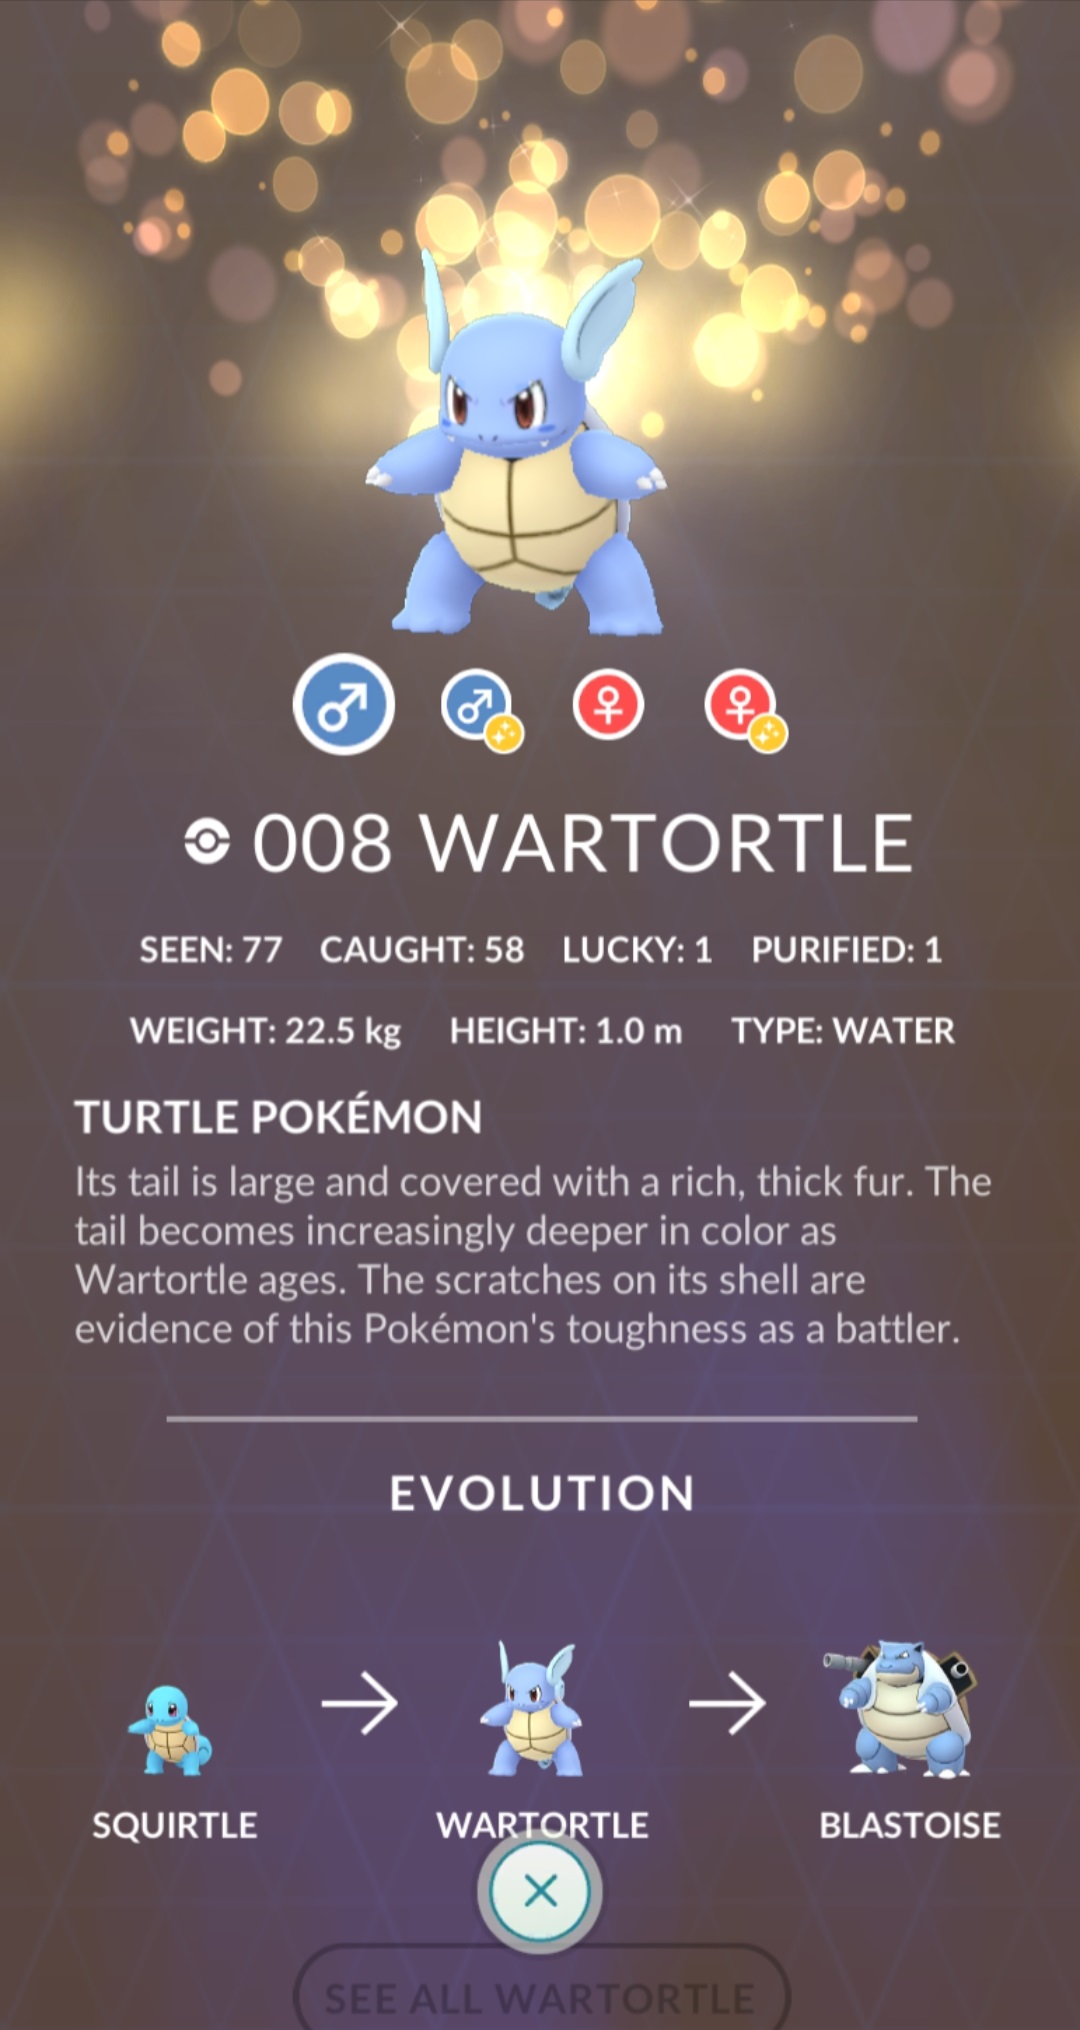 008 WARTORTLE
SEEN: 77 CAUGHT: 58 LUCKY: 1 PURIFIED: 1
WEIGHT: 22.5 kg HEIGHT: 1.0 m TYPE: WATER
TURTLE POKÉMON
Its tail is large and covered with a rich, thick fur. The
tail becomes increasingly deeper in color as
Wartortle ages. The scratches on its shell are
evidence of this Pokémon's toughness as a battler.
EVOLUTION
SQUIRTLE WARTORTLE BLASTOISE
SEE ALL WARTORTLE